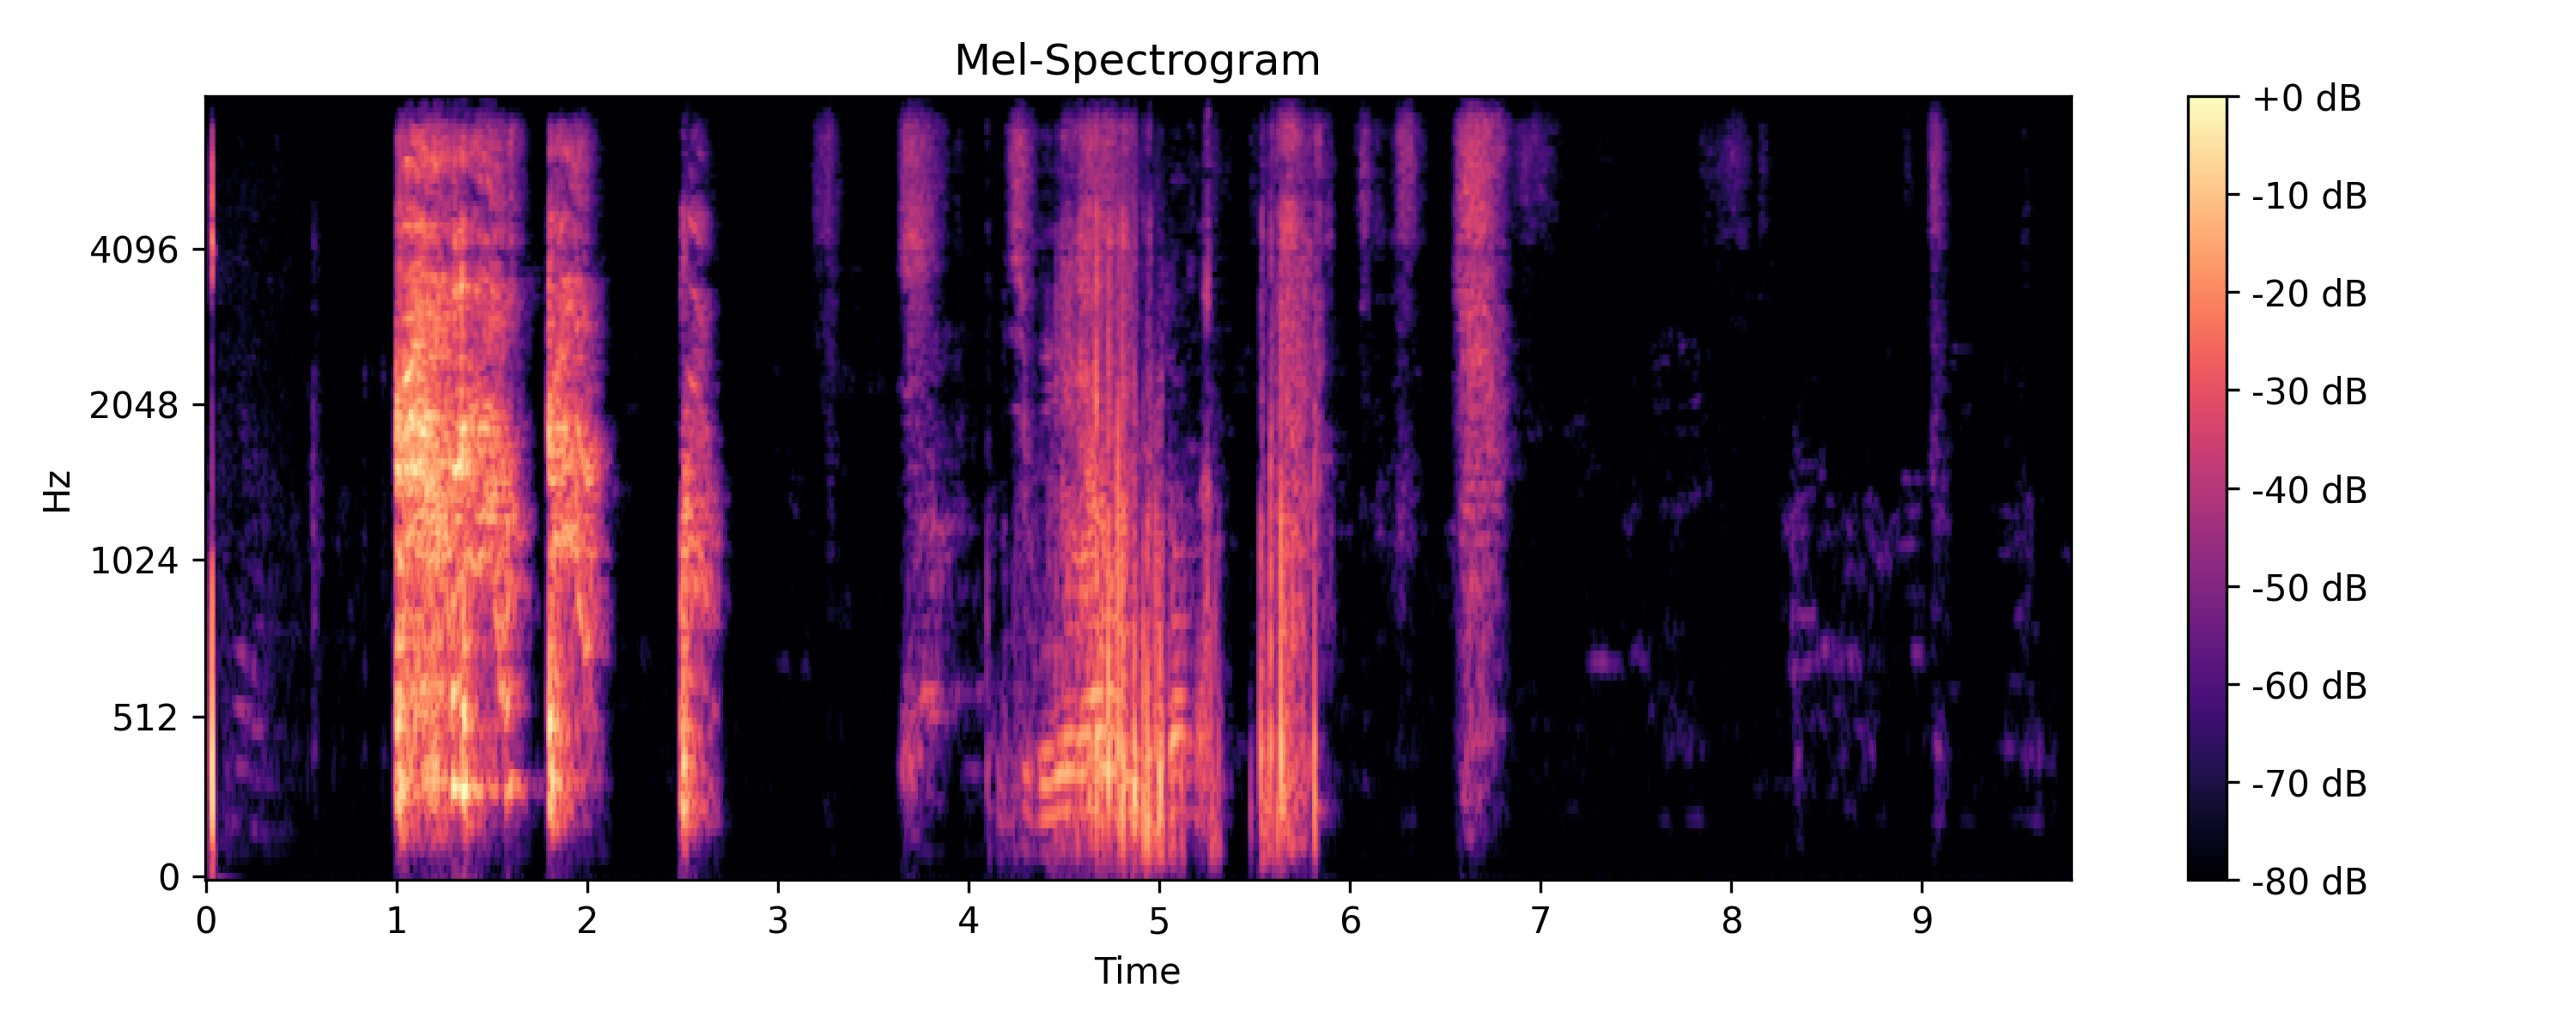 Mel-Spectrogram
Hz
4096
2048
1024
512
0
0 1 2 3 4 5 6 7 8 9
Time
+0 dB
-10 dB
-20 dB
-30 dB
-40 dB
-50 dB
-60 dB
-70 dB
-80 dB